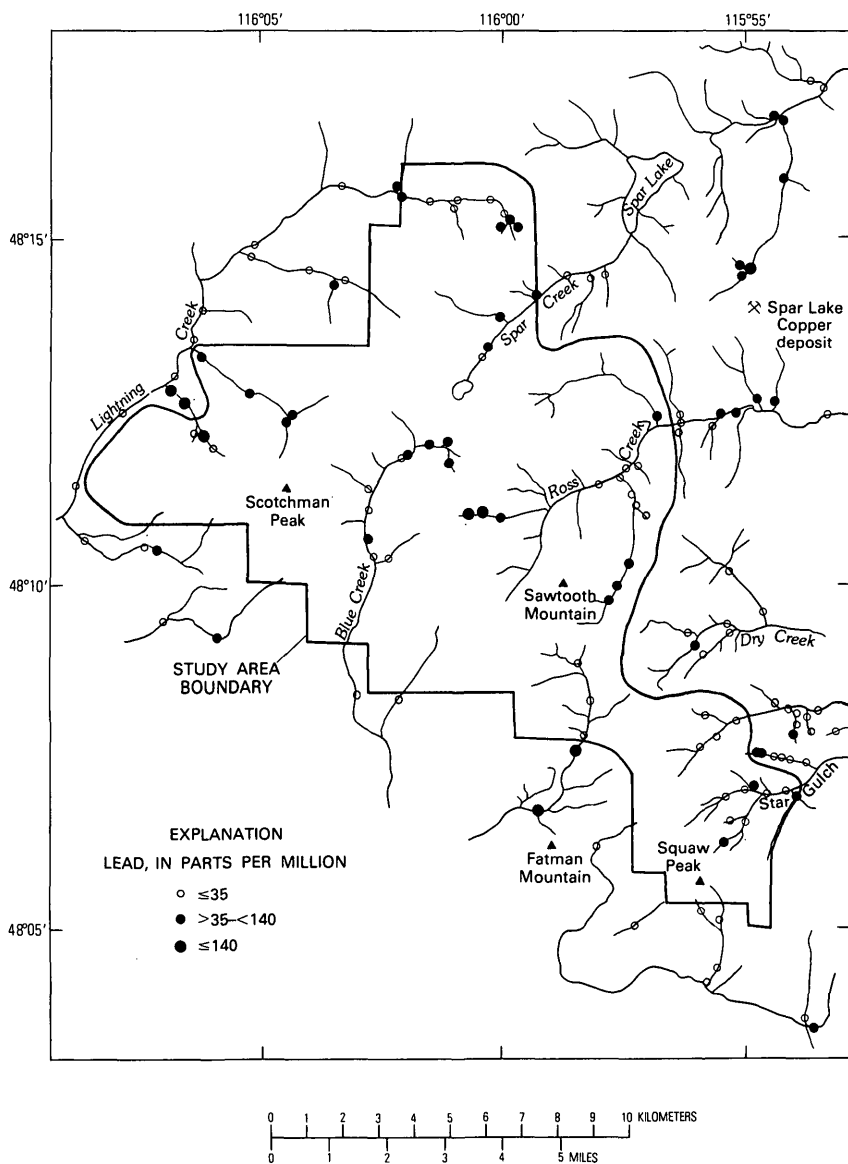 116°05′ 116°00′ 115°55′
48°15′
48°10′
48°05′
Spar Lake
Spar Creek
Spar Lake
Copper
deposit
Lightning Creek
Scotchman
Peak
Ross Creek
Blue Creek
Sawtooth
Mountain
Dry Creek
STUDY AREA
BOUNDARY
Star Gulch
Fatman
Mountain
Squaw
Peak
EXPLANATION
LEAD, IN PARTS PER MILLION
≤35
>35–<140
≤140
0 1 2 3 4 5 6 7 8 9 10 KILOMETERS
0 1 2 3 4 5 MILES